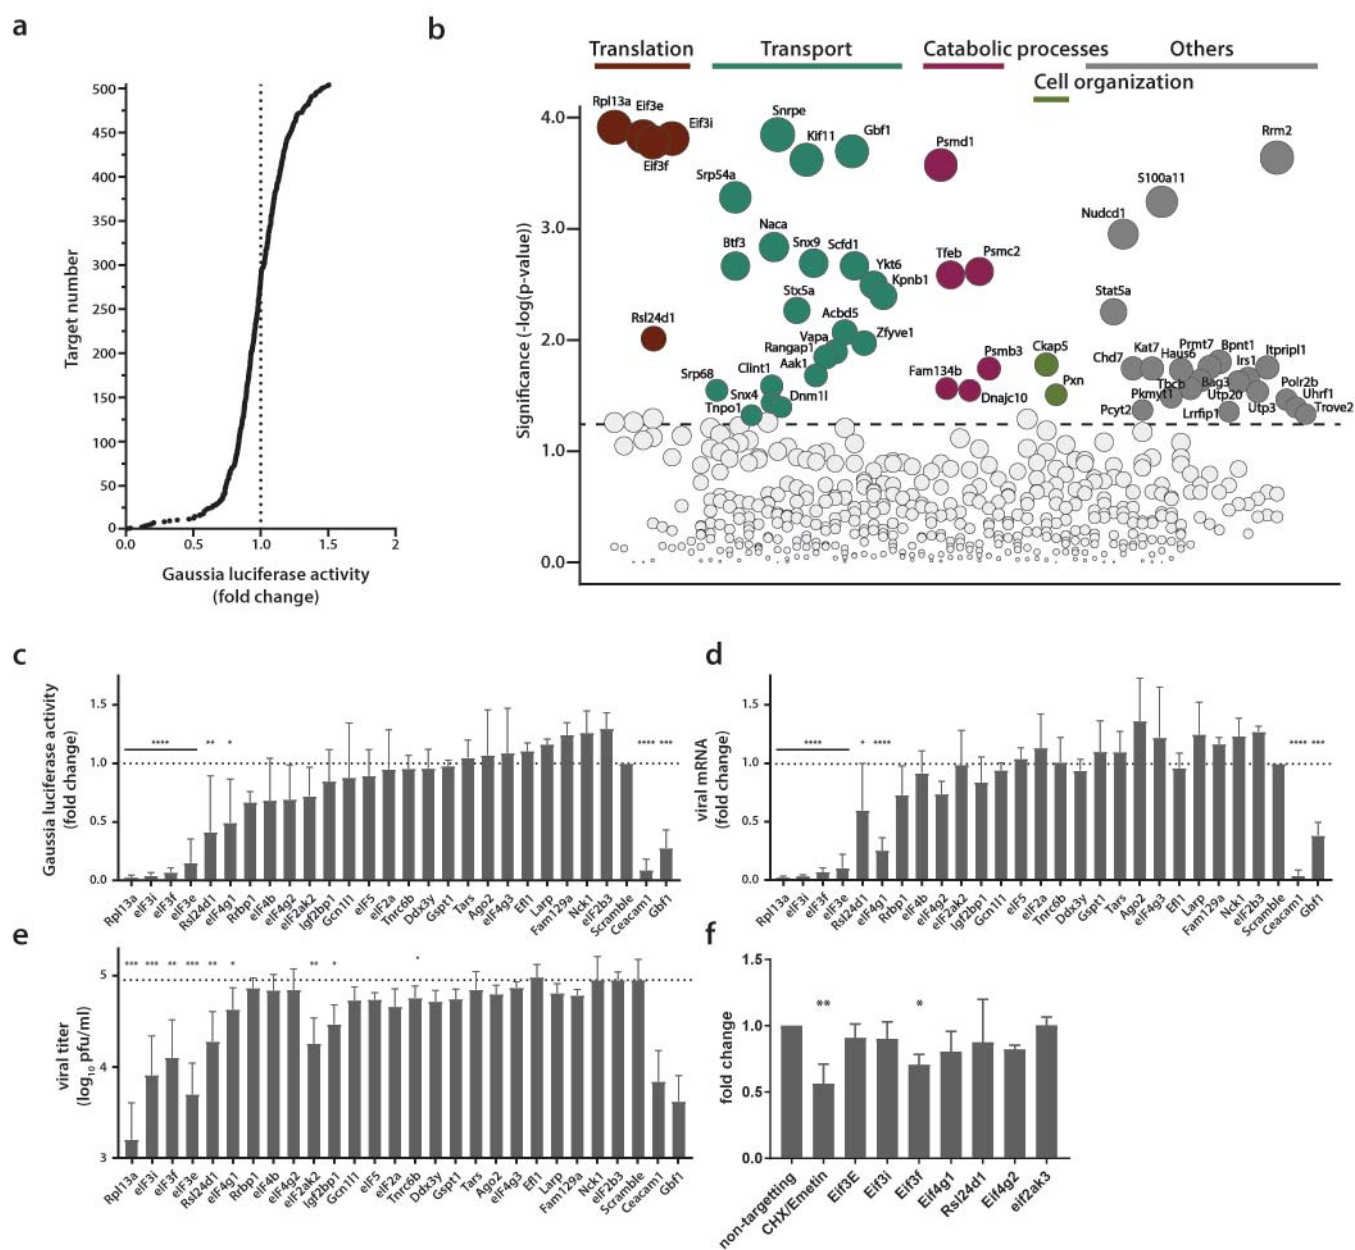 a
500
450
400
350
300
250
200
150
100
50
0
Target number
0.0 0.5 1.0 1.5 2
Gaussia luciferase activity
(fold change)
b
Translation Transport Catabolic processes Others
Cell organization
4.0
3.0
2.0
1.0
0.0
Significance (-log(p-value))
Rpl13a Eif3e Eif3i
Eif3f
Rsl24d1
Snrpe
Kif11
Gbf1
Srp54a
Naca
Btf3
Snx9
Scfd1
Ykt6
Kpnb1
Stx5a
Acbd5
Vapa
Zfyve1
Rangap1
Aak1
Srp68
Clint1
Snx4
Dnm1l
Tnpo1
Psmd1
Tfeb
Psmc2
Psmb3
Fam134b
Dnajc10
Ckap5
Pxn
Rrm2
S100a11
Nudcd1
Stat5a
Chd7
Kat7
Haus6
Prmt7
Bpnt1
Irs1
Itpripl1
Tbcb
Bag3
Polr2b
Pkmyt1
Utp20
Uhrf1
Pcyt2
Lrrfip1
Utp3
Trove2
c
Gaussia luciferase activity
(fold change)
1.5
1.0
0.5
0.0
**** ** * **** ***
Rpl13a eIF3i eIF3f eIF3e Rsl24d1 eIF4g1 Rrbp1 eIF4b eIF4g2 eIF2ak2 Igf2bp1 Gcn1l1 eIF5 eIF2a Tnrc6b Ddx3y Gspt1 Tars Ago2 eIF4g3 Efl1 Larp Fam129a Nck1 eIF2b3 Scramble Ceacam1 Gbf1
d
viral mRNA
(fold change)
1.5
1.0
0.5
0.0
**** * **** **** ***
Rpl13a eIF3i eIF3f eIF3e Rsl24d1 eIF4g1 Rrbp1 eIF4b eIF4g2 eIF2ak2 Igf2bp1 Gcn1l1 eIF5 eIF2a Tnrc6b Ddx3y Gspt1 Tars Ago2 eIF4g3 Efl1 Larp Fam129a Nck1 eIF2b3 Scramble Ceacam1 Gbf1
e
viral titer
(log10 pfu/ml)
5
4
3
*** *** ** *** ** * ** * *
Rpl13a eIF3i eIF3f eIF3e Rsl24d1 eIF4g1 Rrbp1 eIF4b eIF4g2 eIF2ak2 Igf2bp1 Gcn1l1 eIF5 eIF2a Tnrc6b Ddx3y Gspt1 Tars Ago2 eIF4g3 Efl1 Larp Fam129a Nck1 eIF2b3 Scramble Ceacam1 Gbf1
f
fold change
1.5
1.0
0.5
0.0
** *
non-targetting CHX/Emetin Eif3E Eif3i Eif3f Eif4g1 Rsl24d1 Eif4g2 eIf2ak3